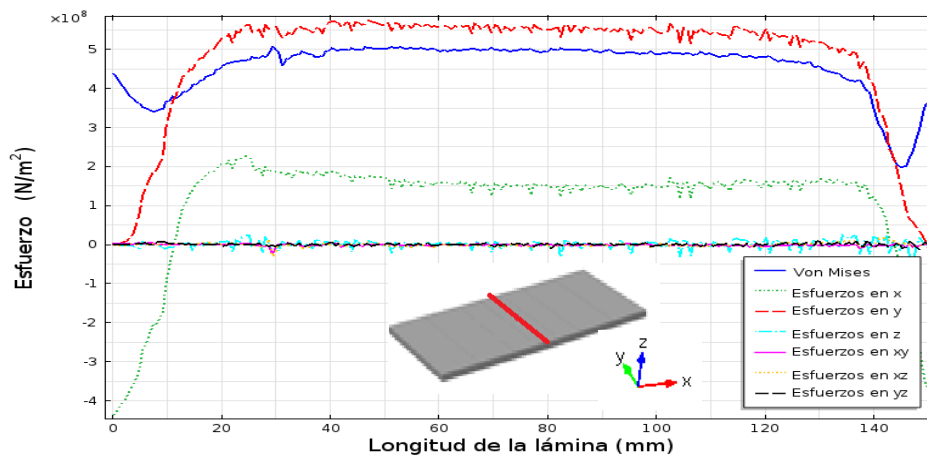 ×10⁸
5
4
3
2
1
0
-1
-2
-3
-4
Esfuerzo (N/m²)
0
20
40
60
80
100
120
140
Longitud de la lámina (mm)
Von Mises
Esfuerzos en x
Esfuerzos en y
Esfuerzos en z
Esfuerzos en xy
Esfuerzos en xz
Esfuerzos en yz
z
y
x